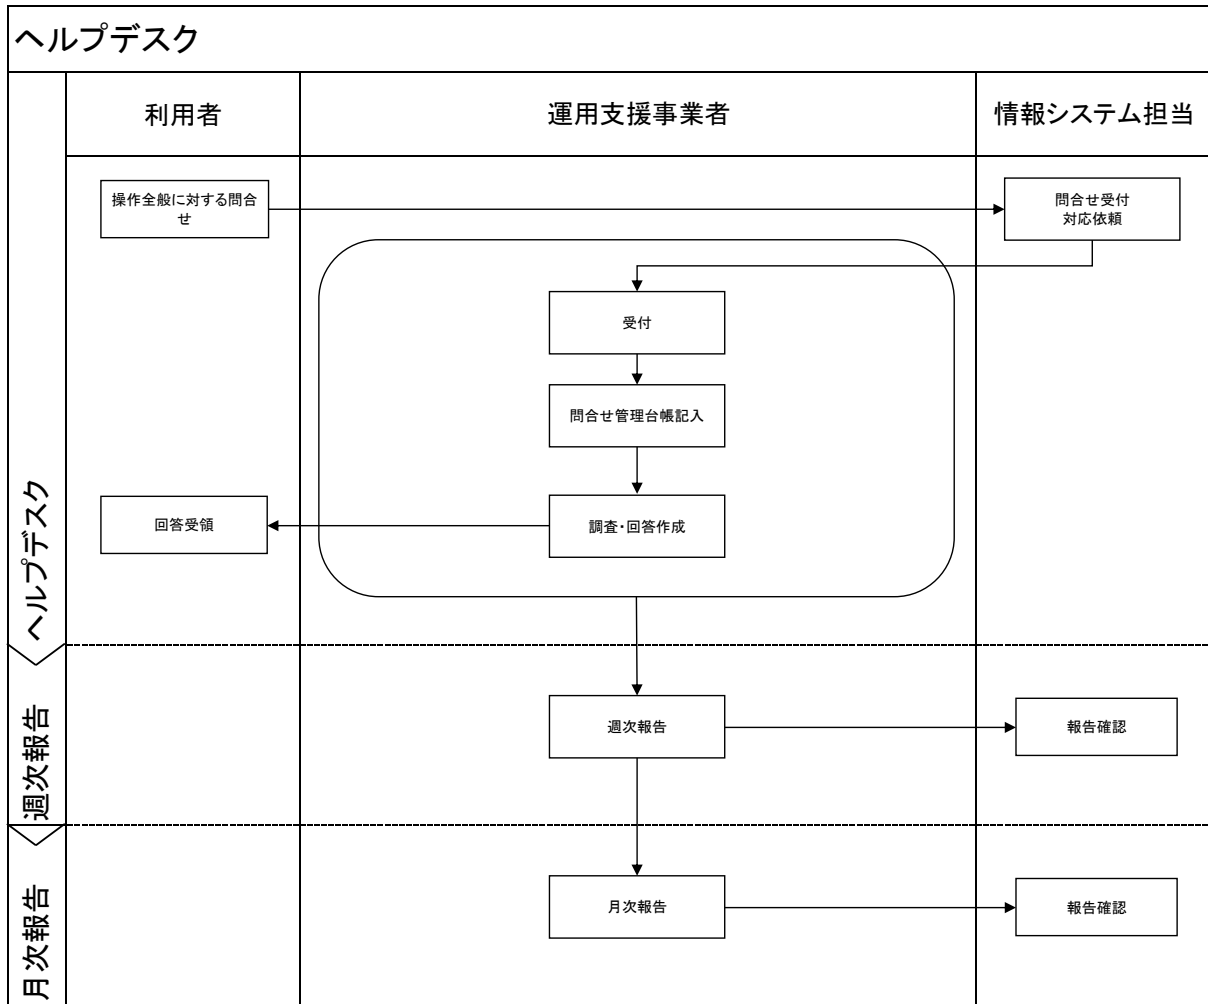 ヘルプデスク
利用者
運用支援事業者
情報システム担当
操作全般に対する問合
せ
問合せ受付
対応依頼
受付
問合せ管理台帳記入
調査・回答作成
回答受領
ヘルプデスク
週次報告
週次報告
報告確認
月次報告
月次報告
報告確認